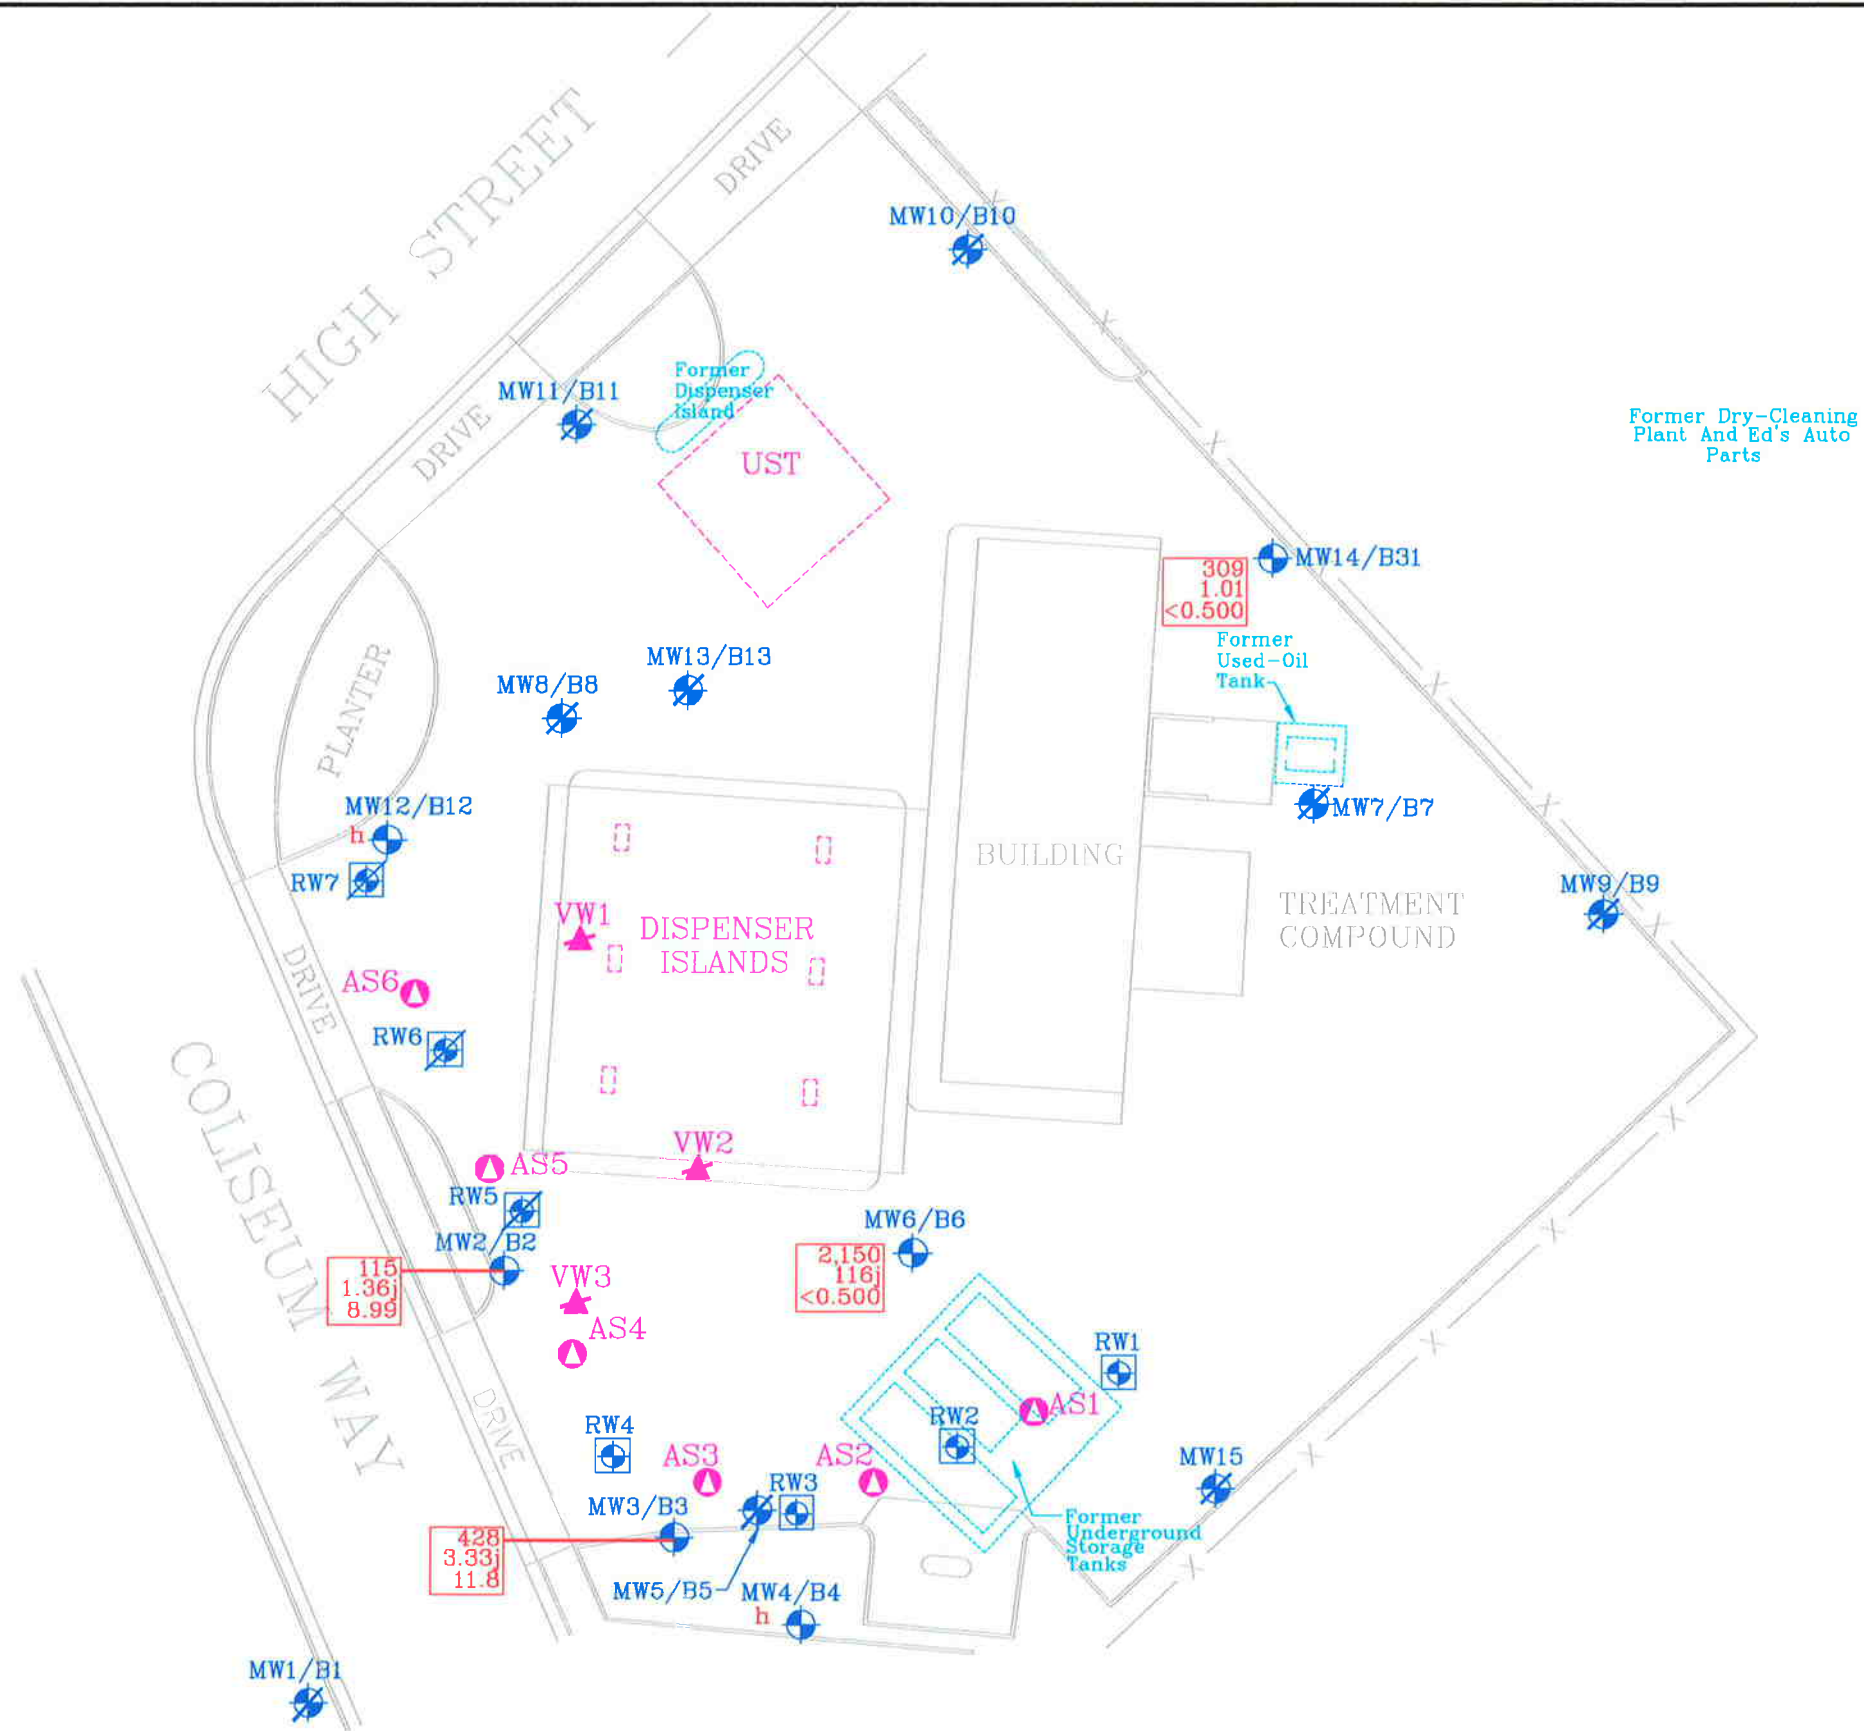 HIGH STREET
DRIVE
MW10/B10
Former
Dispenser
Island
MW11/B11
DRIVE
UST
Former Dry-Cleaning
Plant And Ed's Auto
Parts
MW14/B31
309
1.01
<0.500
Former
Used-Oil
Tank
MW13/B13
MW8/B8
PLANTER
MW12/B12
h
RW7
MW7/B7
BUILDING
TREATMENT
COMPOUND
MW9/B9
VW1
DISPENSER
ISLANDS
AS6
DRIVE
RW6
COLISEUM WAY
VW2
AS5
RW5
MW2/B2
115
1.36j
8.99
MW6/B6
2,150
116j
<0.500
VW3
AS4
RW1
AS1
RW2
DRIVE
RW4
AS3
AS2
MW15
RW3
MW3/B3
428
3.33j
11.8
Former
Underground
Storage
Tanks
MW5/B5
MW4/B4
h
MW1/B1
X
X
X
X
X
X
X
X
X
X
X
X